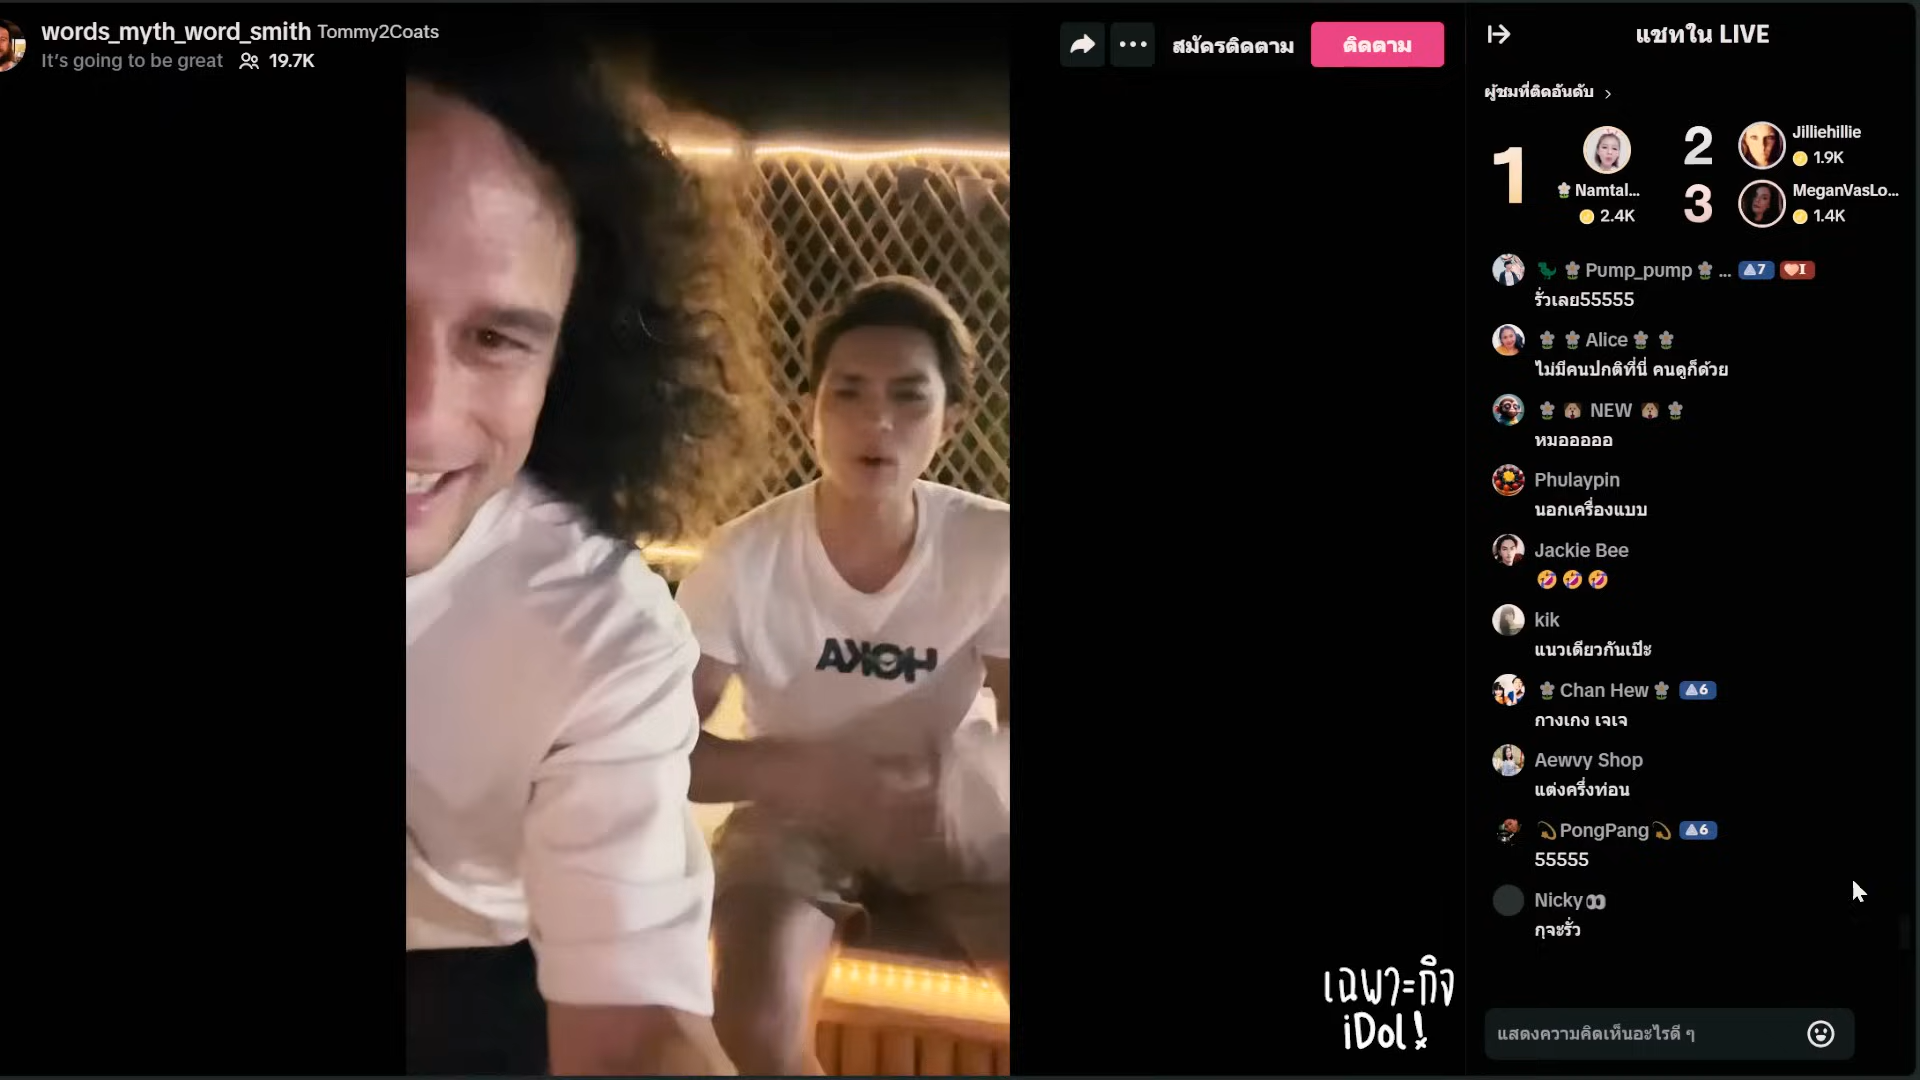 words_myth_word_smith Tommy2Coats
It's going to be great 19.7K
สมัครติดตาม
ติดตาม
HOKA
เฉพาะกิจ
iDol!
แชทใน LIVE
ผู้ชมที่ติดอันดับ >
1
Namtal...
2.4K
2
Jilliehillie
1.9K
3
MeganVasLo...
1.4K
Pump_pump ... 7 I
รั่วเลย55555
Alice
ไม่มีคนปกติที่นี่ คนดูก็ด้วย
NEW
หมอออออ
Phulaypin
นอกเครื่องแบบ
Jackie Bee
🤣🤣🤣
kik
แนวเดียวกันเป๊ะ
Chan Hew 6
กางเกง เจเจ
Aewvy Shop
แต่งครึ่งท่อน
💫PongPang💫 6
55555
Nicky👀
กุจะรั่ว
แสดงความคิดเห็นอะไรดี ๆ